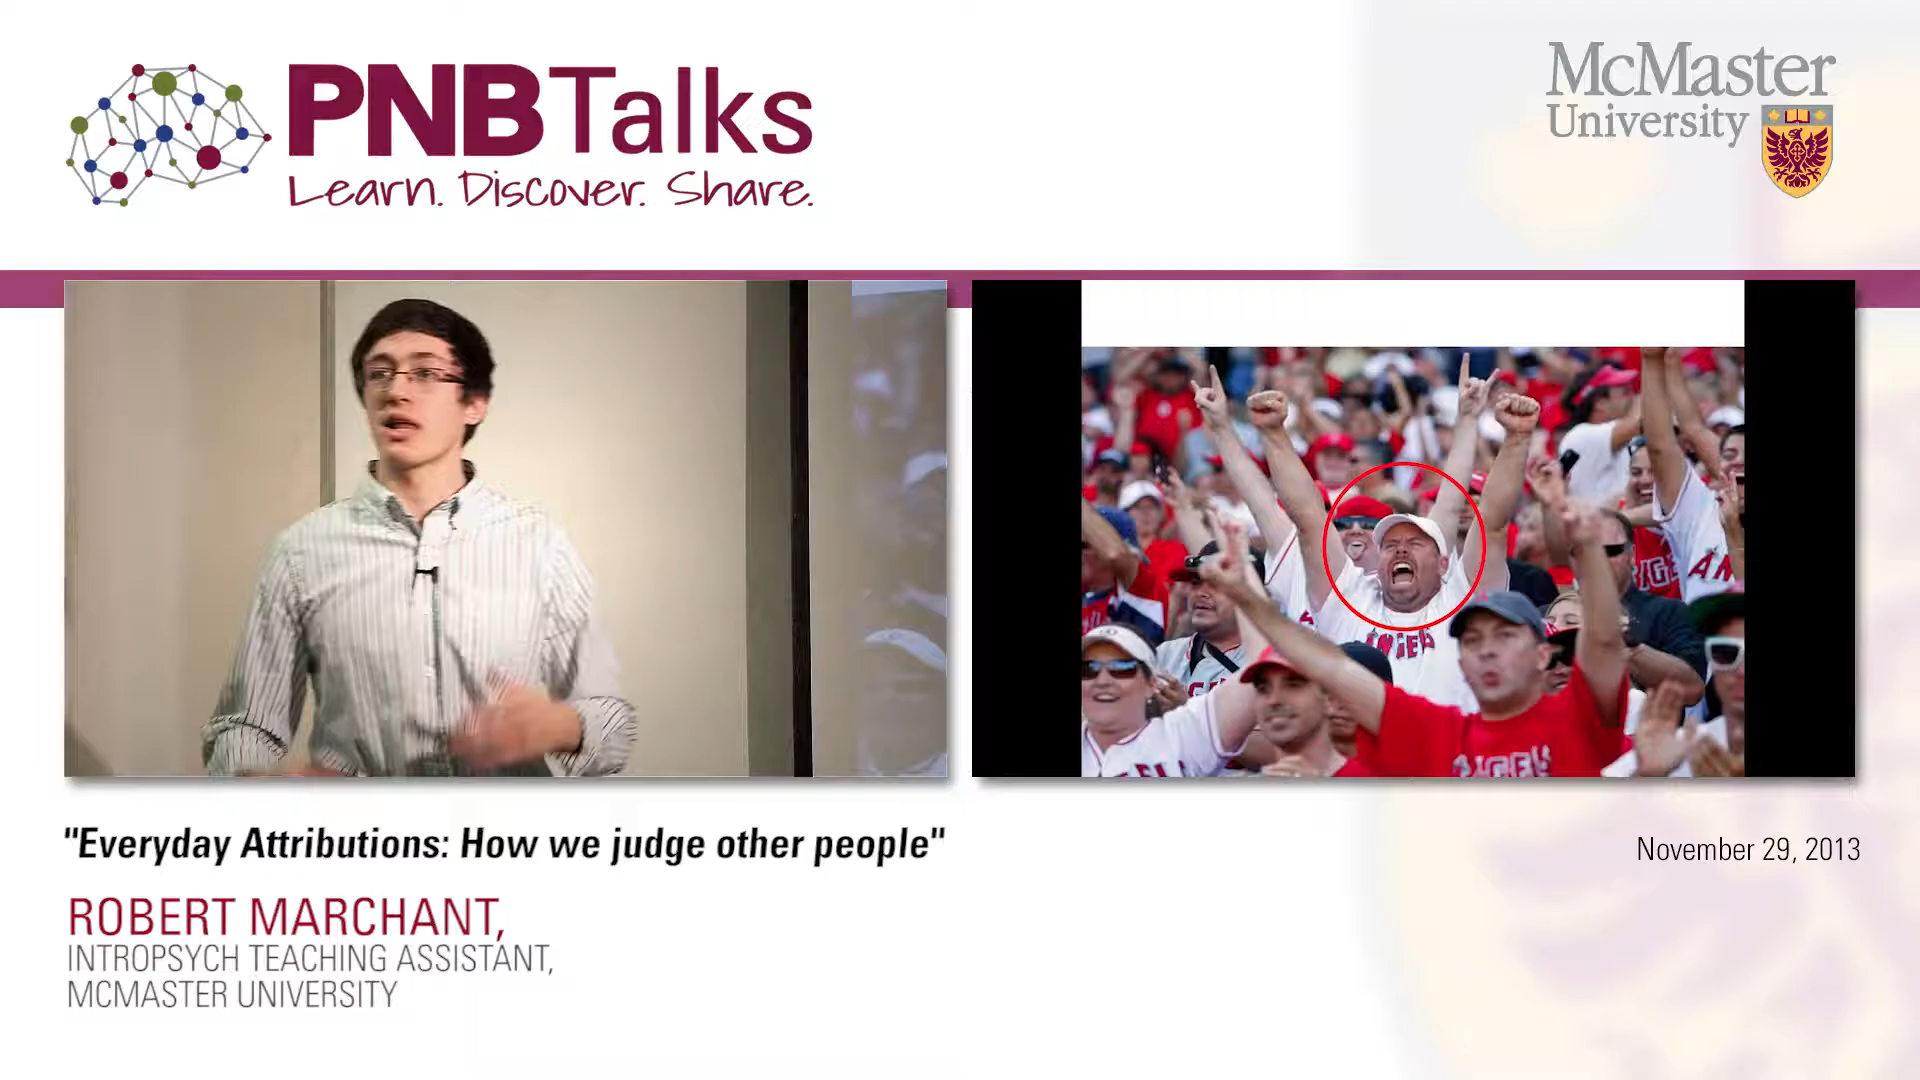 PNBTalks
Learn. Discover. Share.
McMaster
University
ANGELS
"Everyday Attributions: How we judge other people"
November 29, 2013
ROBERT MARCHANT,
INTROPSYCH TEACHING ASSISTANT,
MCMASTER UNIVERSITY